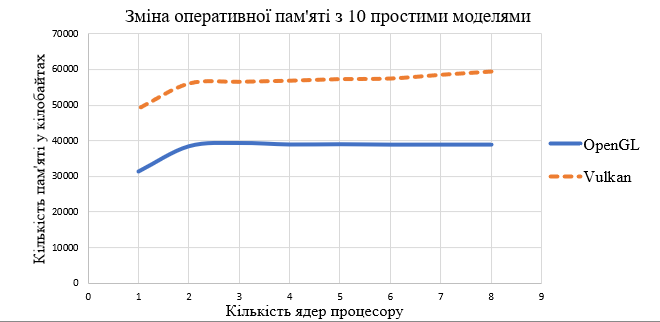 Зміна оперативної пам'яті з 10 простими моделями
Кількість пам'яті у кілобайтах
70000
60000
50000
40000
30000
20000
10000
0
0 1 2 3 4 5 6 7 8 9
Кількість ядер процесору
OpenGL
Vulkan